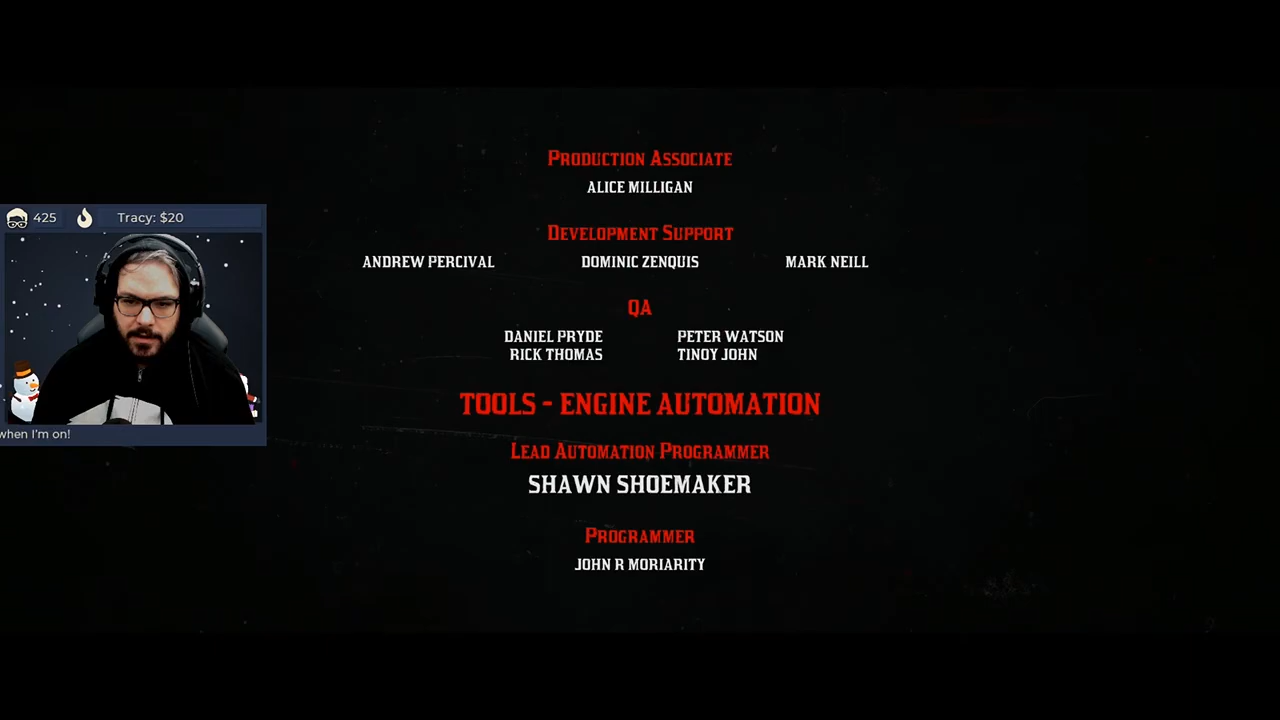 PRODUCTION ASSOCIATE
ALICE MILLIGAN
DEVELOPMENT SUPPORT
ANDREW PERCIVAL DOMINIC ZENQUIS MARK NEILL
QA
DANIEL PRYDE PETER WATSON
RICK THOMAS TINOY JOHN
TOOLS - ENGINE AUTOMATION
LEAD AUTOMATION PROGRAMMER
SHAWN SHOEMAKER
PROGRAMMER
JOHN R MORIARITY
425 Tracy: $20
when I'm on!